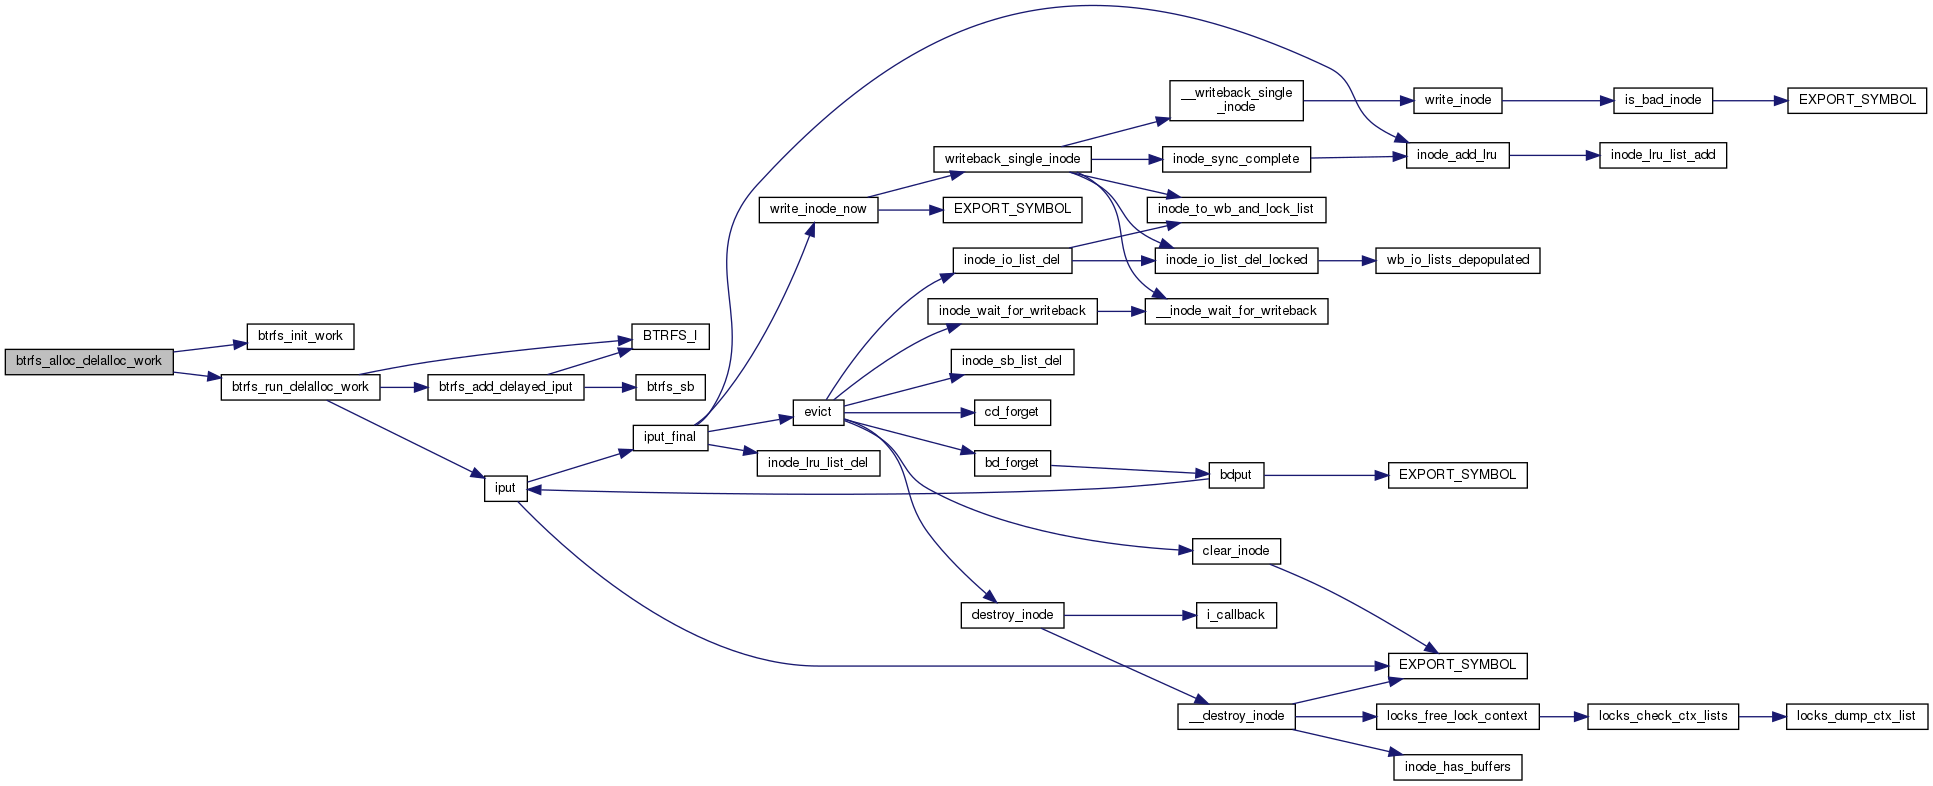 btrfs_alloc_delalloc_work
btrfs_init_work
btrfs_run_delalloc_work
BTRFS_I
btrfs_add_delayed_iput
btrfs_sb
iput
iput_final
write_inode_now
evict
inode_lru_list_del
writeback_single_inode
EXPORT_SYMBOL
inode_io_list_del
inode_wait_for_writeback
inode_sb_list_del
cd_forget
bd_forget
destroy_inode
__writeback_single
_inode
inode_sync_complete
inode_to_wb_and_lock_list
inode_io_list_del_locked
__inode_wait_for_writeback
bdput
clear_inode
i_callback
__destroy_inode
write_inode
inode_add_lru
wb_io_lists_depopulated
EXPORT_SYMBOL
EXPORT_SYMBOL
locks_free_lock_context
inode_has_buffers
is_bad_inode
inode_lru_list_add
locks_check_ctx_lists
EXPORT_SYMBOL
locks_dump_ctx_list